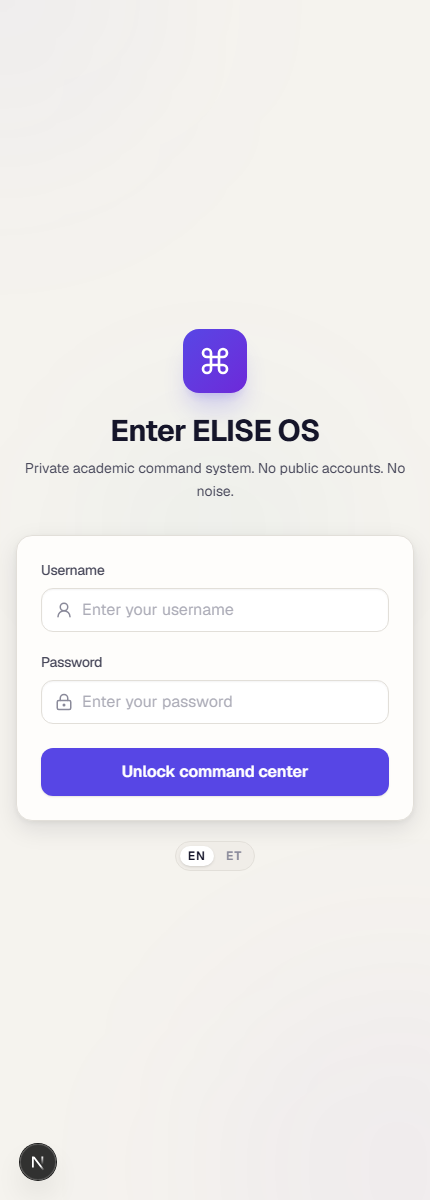 Enter ELISE OS
Private academic command system. No public accounts. No
noise.
Username
Enter your username
Password
Enter your password
Unlock command center
EN ET
N